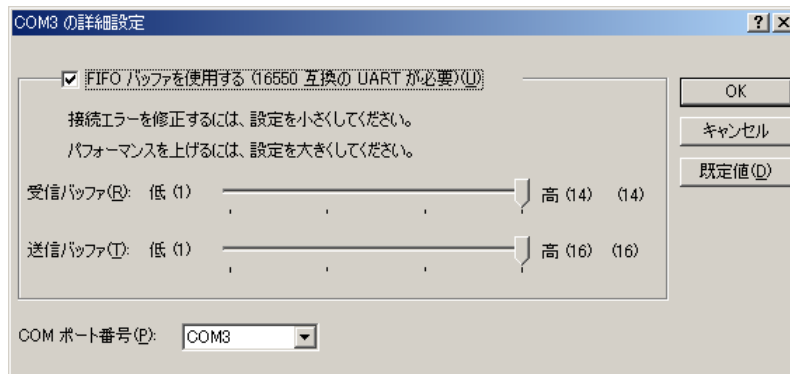 COM3 の詳細設定
FIFO バッファを使用する (16550 互換の UART が必要)(U)
接続エラーを修正するには、設定を小さくしてください。
パフォーマンスを上げるには、設定を大きくしてください。
受信バッファ(R): 低 (1) 高 (14) (14)
送信バッファ(T): 低 (1) 高 (16) (16)
COM ポート番号(P): COM3
OK
キャンセル
既定値(D)